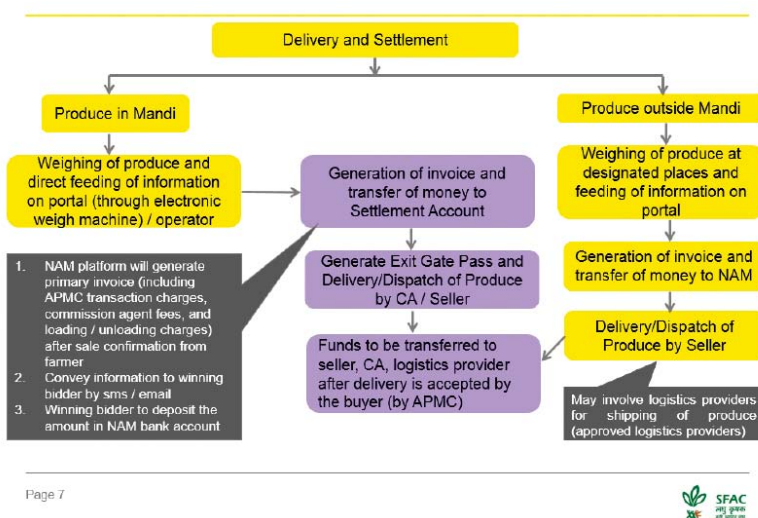 Delivery and Settlement
Produce in Mandi
Produce outside Mandi
Weighing of produce and
direct feeding of information
on portal (through electronic
weigh machine) / operator
Generation of invoice and
transfer of money to
Settlement Account
Weighing of produce at
designated places and
feeding of information on
portal
1. NAM platform will generate
primary invoice (including
APMC transaction charges,
commission agent fees, and
loading / unloading charges)
after sale confirmation from
farmer
2. Convey information to winning
bidder by sms / email
3. Winning bidder to deposit the
amount in NAM bank account
Generate Exit Gate Pass and
Delivery/Dispatch of Produce
by CA / Seller
Generation of invoice and
transfer of money to NAM
Funds to be transferred to
seller, CA, logistics provider
after delivery is accepted by
the buyer (by APMC)
Delivery/Dispatch of
Produce by Seller
May involve logistics providers
for shipping of produce
(approved logistics providers)
Page 7
SFAC
लघु कृषक